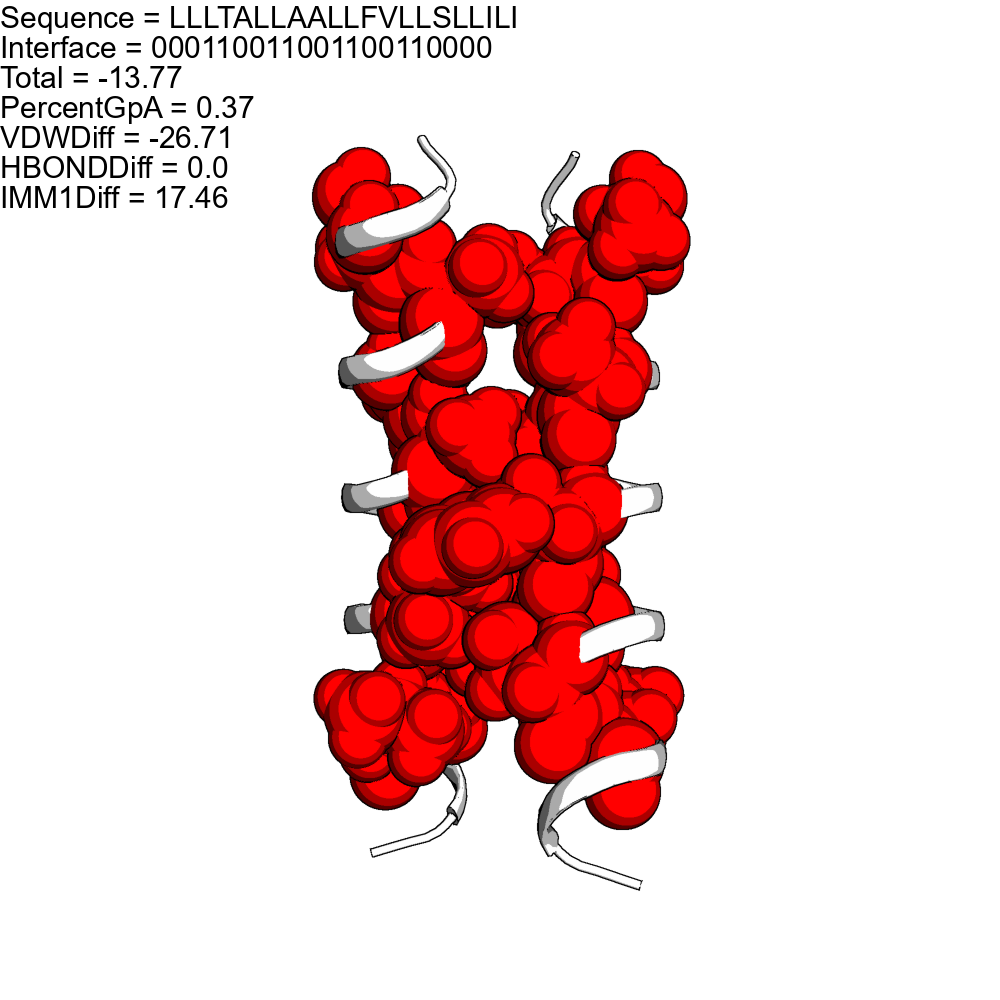 Sequence = LLLTALLAALLFVLLSLLILI
Interface = 000110011001100110000
Total = -13.77
PercentGpA = 0.37
VDWDiff = -26.71
HBONDDiff = 0.0
IMM1Diff = 17.46